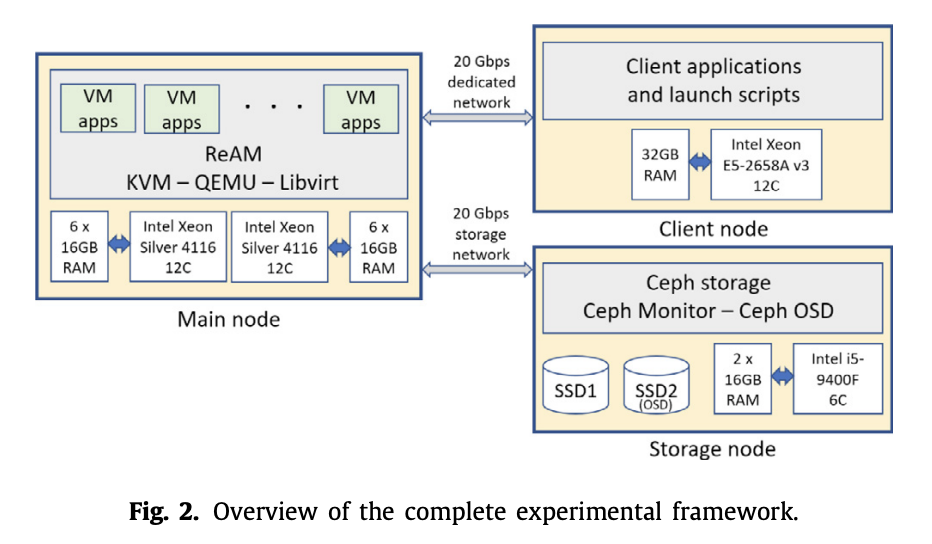 VM
apps
VM
apps
. . .
VM
apps
ReAM
KVM – QEMU – Libvirt
6 x
16GB
RAM
Intel Xeon
Silver 4116
12C
Intel Xeon
Silver 4116
12C
6 x
16GB
RAM
Main node
20 Gbps
dedicated
network
20 Gbps
storage
network
Client applications
and launch scripts
32GB
RAM
Intel Xeon
E5-2658A v3
12C
Client node
Ceph storage
Ceph Monitor – Ceph OSD
SSD1
SSD2
(OSD)
2 x
16GB
RAM
Intel i5-
9400F
6C
Storage node
Fig. 2. Overview of the complete experimental framework.